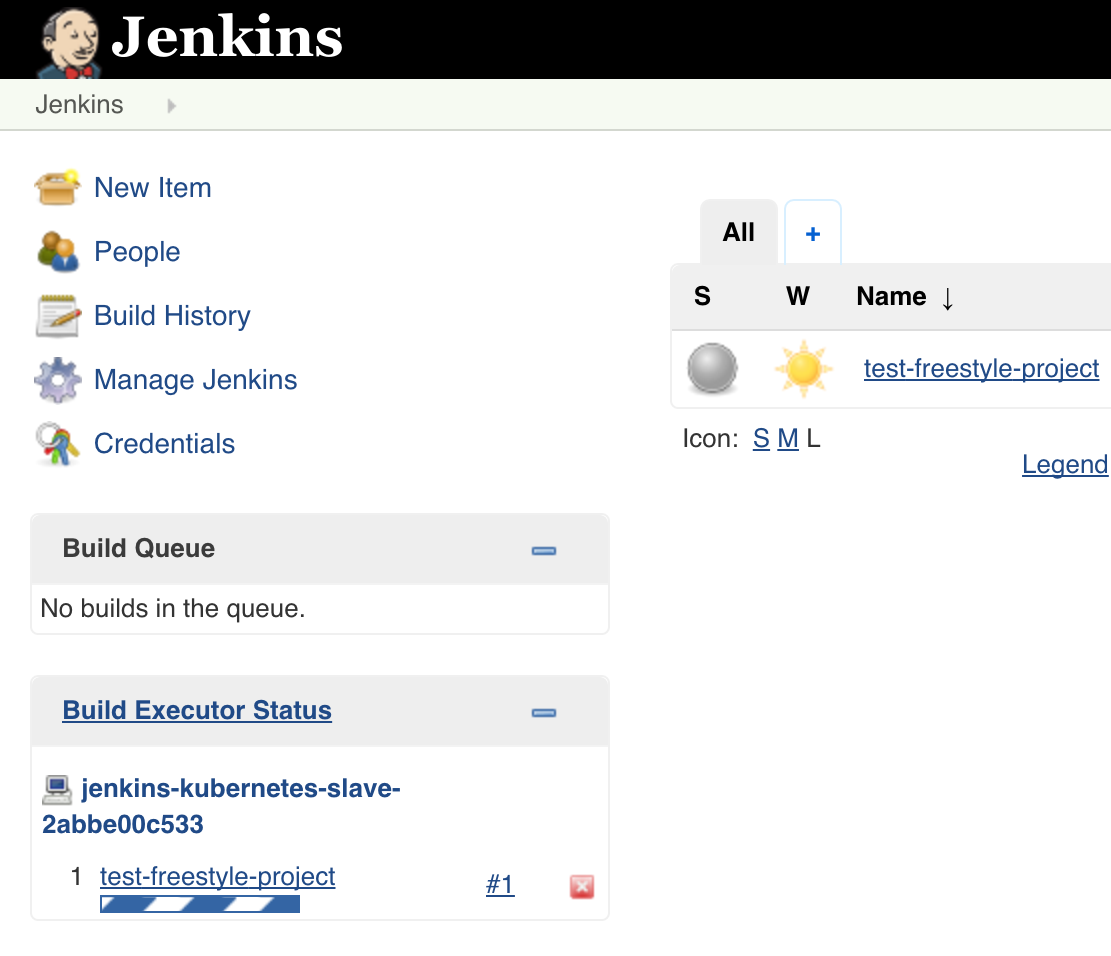 Jenkins
Jenkins
New Item
People
Build History
Manage Jenkins
Credentials
Build Queue
No builds in the queue.
Build Executor Status
jenkins-kubernetes-slave-
2abbe00c533
1 test-freestyle-project #1
All +
S W Name ↓
test-freestyle-project
Icon: S M L
Legend